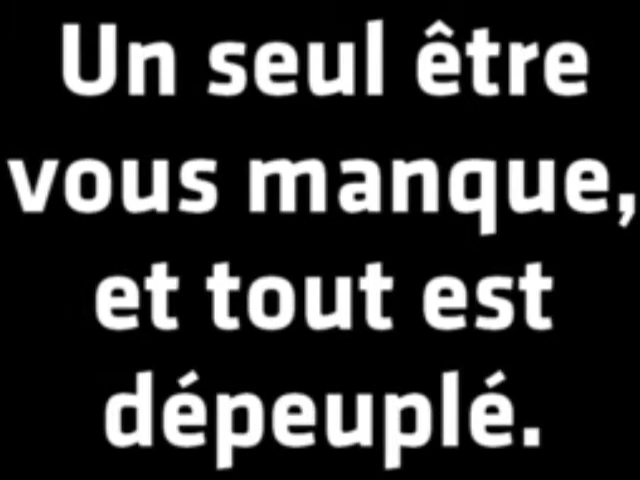 Un seul être
vous manque,
et tout est
dépeuplé.